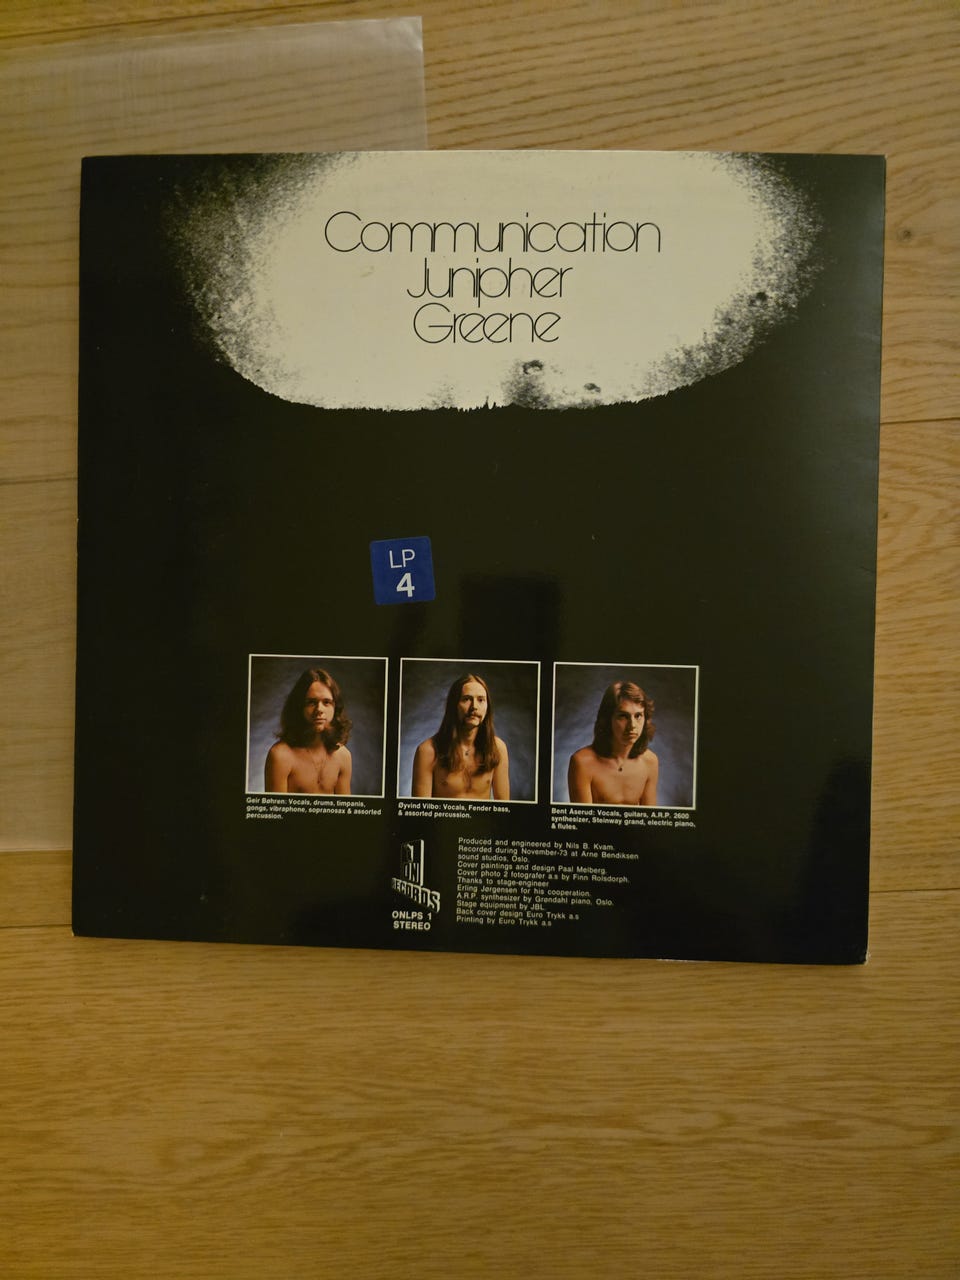 Communication
Junipher
Greene
LP
4
Geir Bøhren: Vocals, drums, timpanis,
gongs, vibraphone, sopranosax & assorted
percussion.
Øyvind Vilbo: Vocals, Fender bass,
& assorted percussion.
Bent Åserud: Vocals, guitars, A.R.P. 2600
synthesizer, Steinway grand, electric piano,
& flutes.
Produced and engineered by Nils B. Kvam.
Recorded during November-73 at Arne Bendiksen
sound studios, Oslo.
Cover paintings and design Paal Melberg.
Cover photo 2 fotografer a.s by Finn Rolsdorph.
Thanks to stage-engineer
Erling Jørgensen for his cooperation.
A.R.P. synthesizer by Grøndahl piano, Oslo.
Stage equipment by JBL
Back cover design Euro Trykk a.s
Printing by Euro Trykk a.s
RECORDS
ONLPS 1
STEREO